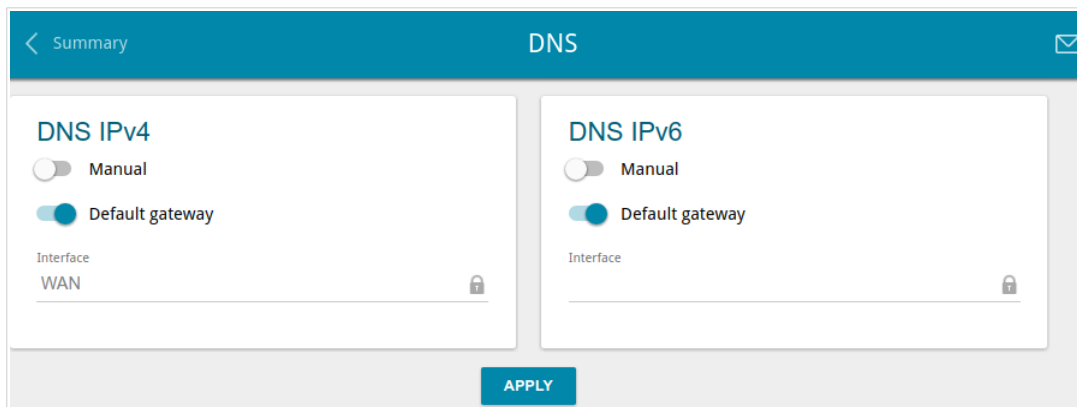 Summary
DNS
DNS IPv4
Manual
Default gateway
Interface
WAN
DNS IPv6
Manual
Default gateway
Interface
APPLY